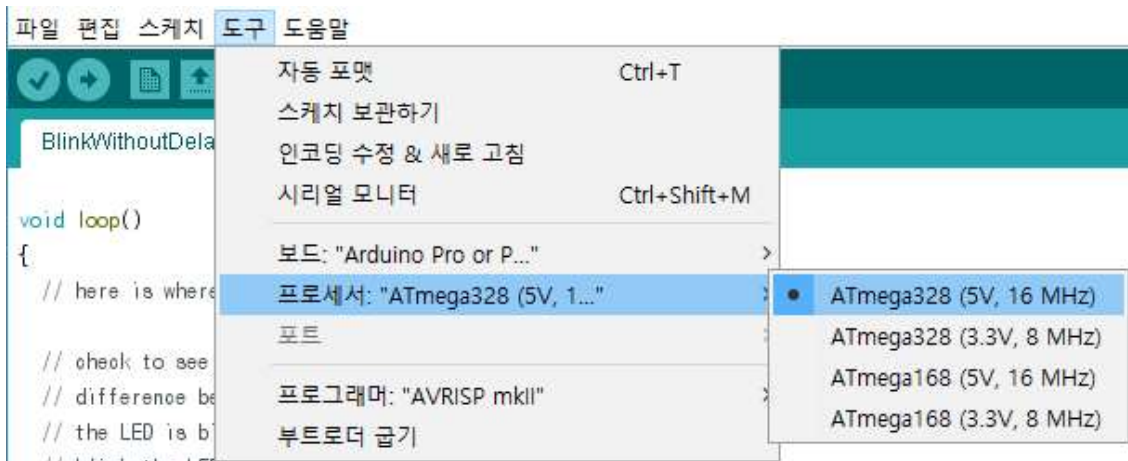 파일 편집 스케치 도구 도움말
자동 포맷 Ctrl+T
스케치 보관하기
인코딩 수정 & 새로 고침
시리얼 모니터 Ctrl+Shift+M
보드: "Arduino Pro or P..."
프로세서: "ATmega328 (5V, 1..."
포트
프로그래머: "AVRISP mkII"
부트로더 굽기
ATmega328 (5V, 16 MHz)
ATmega328 (3.3V, 8 MHz)
ATmega168 (5V, 16 MHz)
ATmega168 (3.3V, 8 MHz)
BlinkWithoutDela
void loop()
{
// here is where
// check to see
// difference be
// the LED is bl